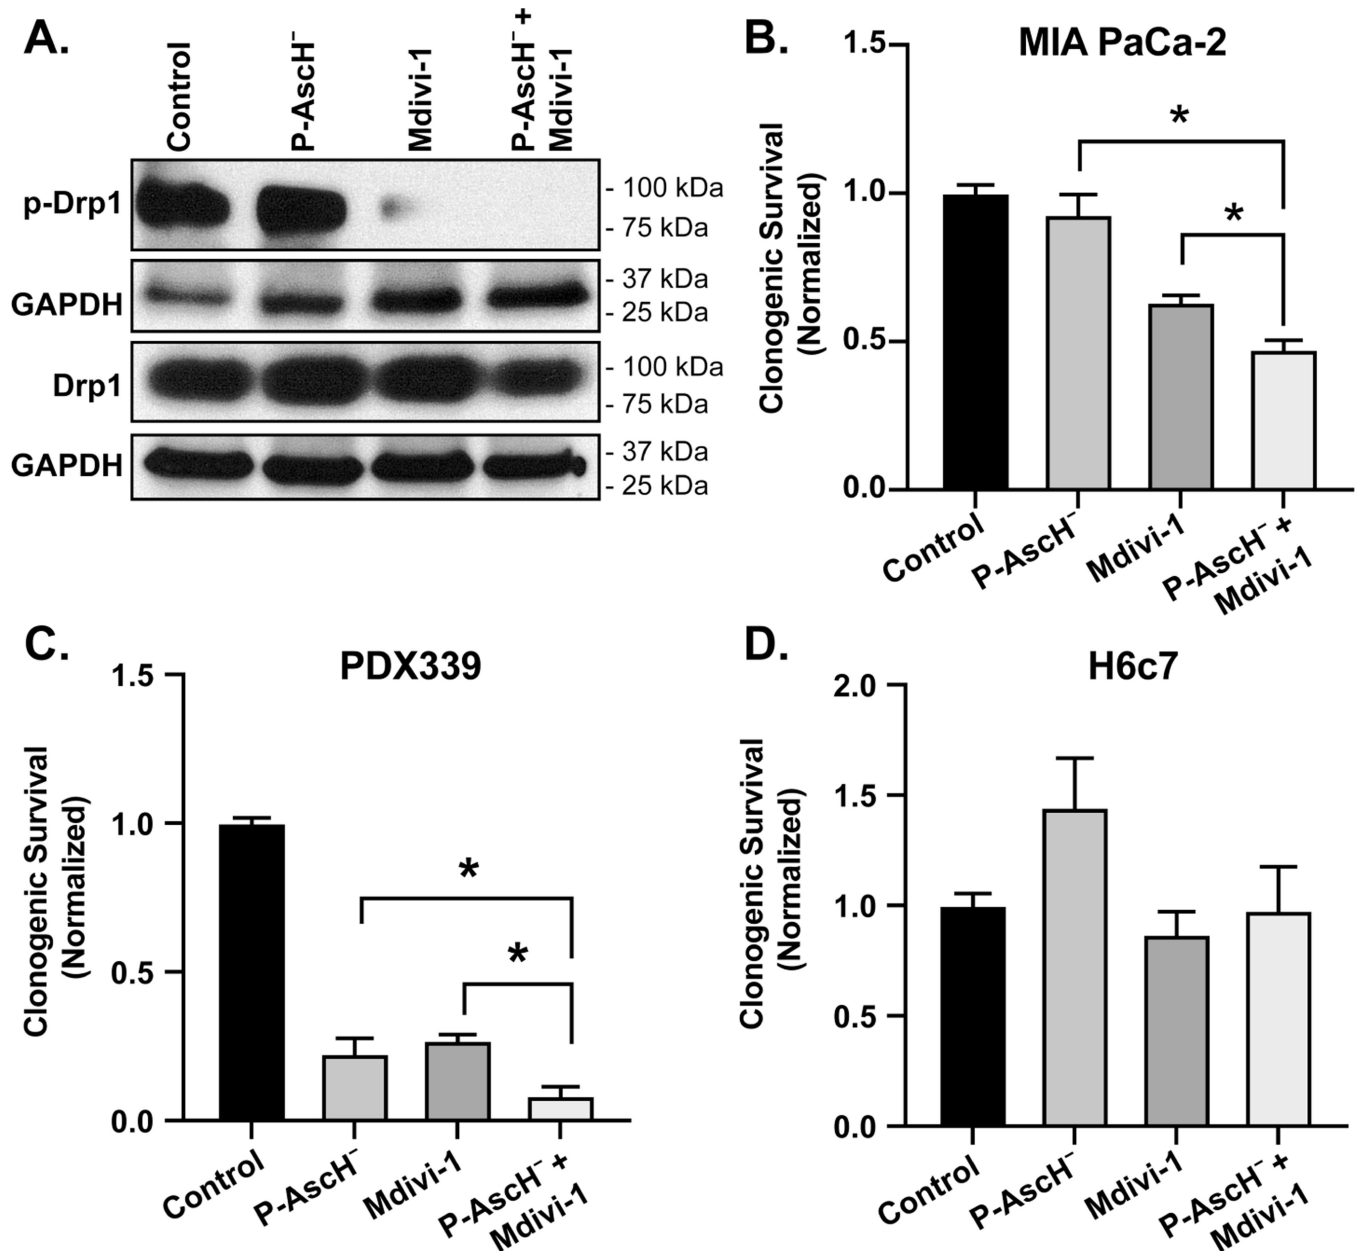 A.
Control
P-AscH⁻
Mdivi-1
P-AscH⁻ +
Mdivi-1
p-Drp1
- 100 kDa
- 75 kDa
GAPDH
- 37 kDa
- 25 kDa
Drp1
- 100 kDa
- 75 kDa
GAPDH
- 37 kDa
- 25 kDa
B.
MIA PaCa-2
Clonogenic Survival
(Normalized)
1.5
1.0
0.5
0.0
*
*
Control
P-AscH⁻
Mdivi-1
P-AscH⁻ +
Mdivi-1
C.
PDX339
Clonogenic Survival
(Normalized)
1.5
1.0
0.5
0.0
*
*
Control
P-AscH⁻
Mdivi-1
P-AscH⁻ +
Mdivi-1
D.
H6c7
Clonogenic Survival
(Normalized)
2.0
1.5
1.0
0.5
0.0
Control
P-AscH⁻
Mdivi-1
P-AscH⁻ +
Mdivi-1